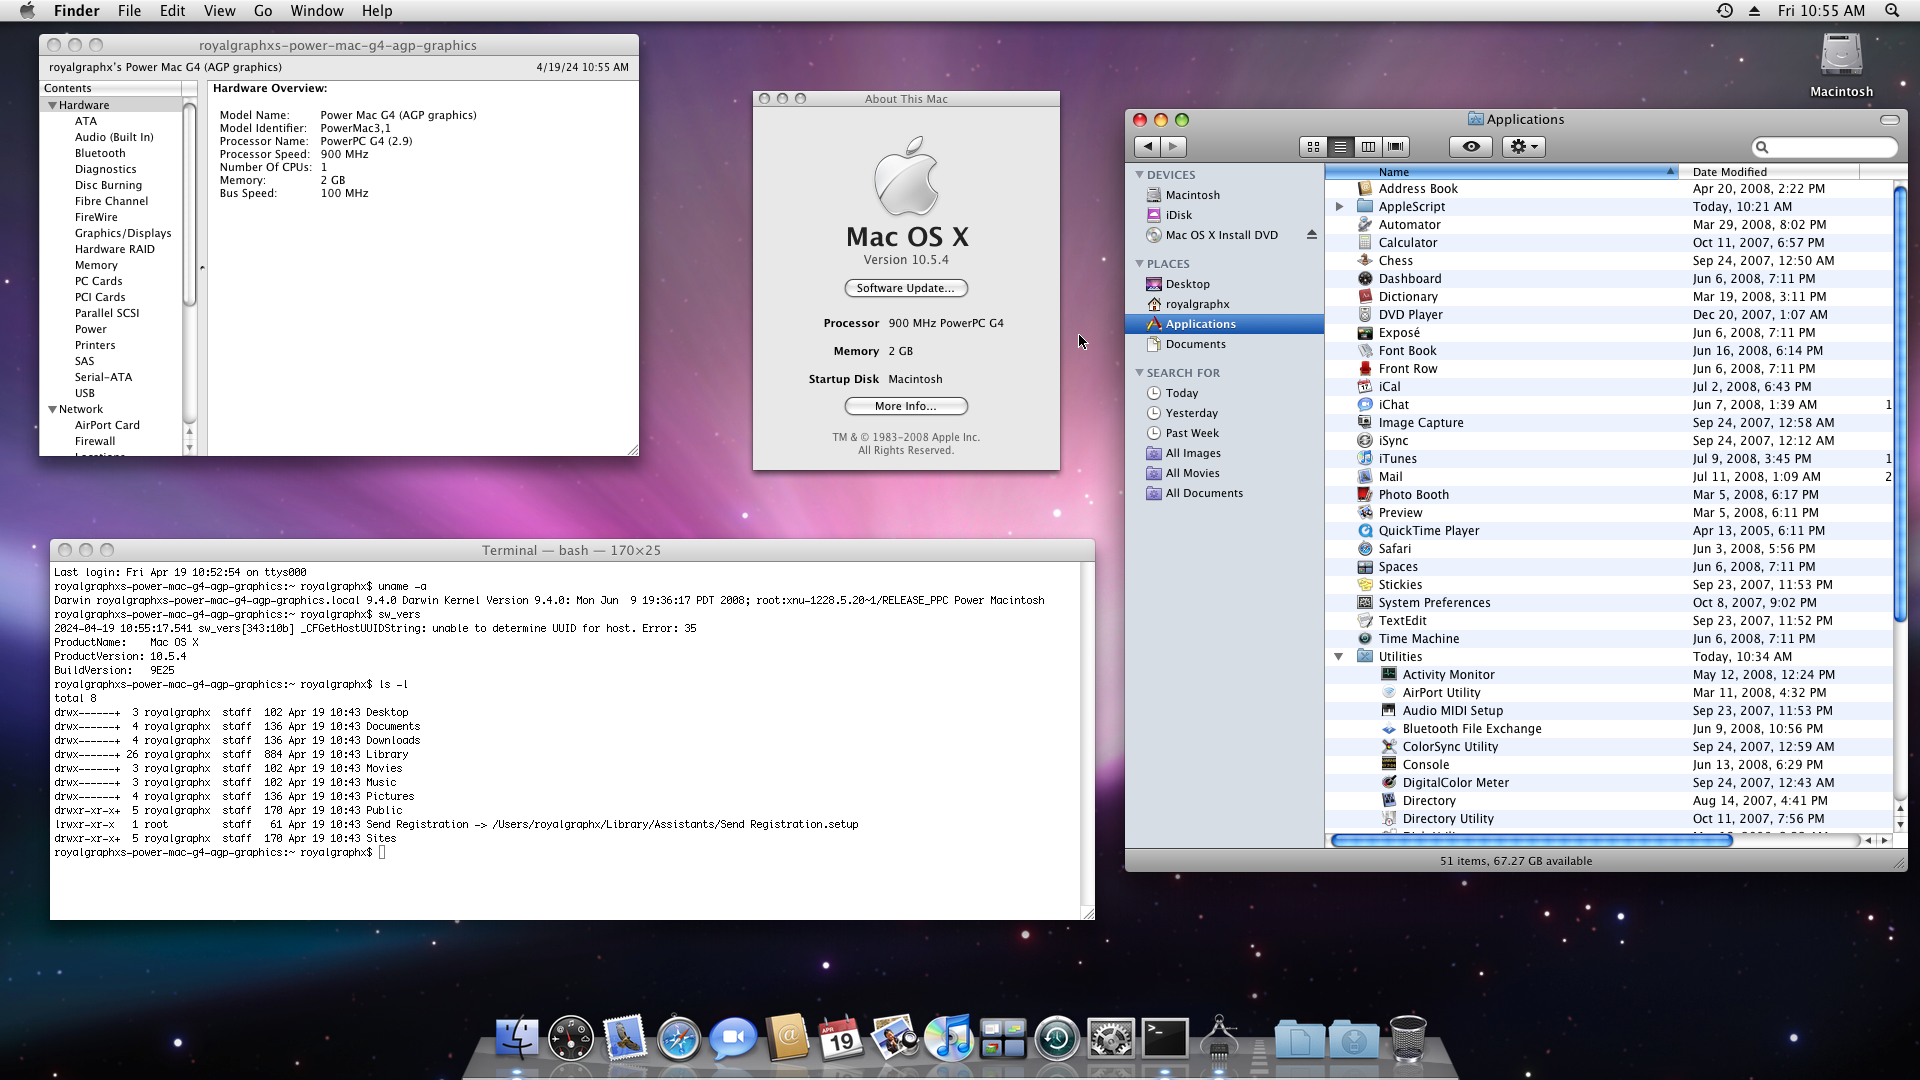 Finder File Edit View Go Window Help
Fri 10:55 AM
Macintosh
royalgraphxs-power-mac-g4-agp-graphics
royalgraphx's Power Mac G4 (AGP graphics) 4/19/24 10:55 AM
Contents
Hardware
ATA
Audio (Built In)
Bluetooth
Diagnostics
Disc Burning
Fibre Channel
FireWire
Graphics/Displays
Hardware RAID
Memory
PC Cards
PCI Cards
Parallel SCSI
Power
Printers
SAS
Serial-ATA
USB
Network
AirPort Card
Firewall
Hardware Overview:
Model Name: Power Mac G4 (AGP graphics)
Model Identifier: PowerMac3,1
Processor Name: PowerPC G4 (2.9)
Processor Speed: 900 MHz
Number Of CPUs: 1
Memory: 2 GB
Bus Speed: 100 MHz
About This Mac
Mac OS X
Version 10.5.4
Software Update...
Processor 900 MHz PowerPC G4
Memory 2 GB
Startup Disk Macintosh
More Info...
TM & © 1983-2008 Apple Inc.
All Rights Reserved.
Terminal — bash — 170×25
Last login: Fri Apr 19 10:52:54 on ttys000
royalgraphxs-power-mac-g4-agp-graphics:~ royalgraphx$ uname -a
Darwin royalgraphxs-power-mac-g4-agp-graphics.local 9.4.0 Darwin Kernel Version 9.4.0: Mon Jun  9 19:36:17 PDT 2008; root:xnu-1228.5.20~1/RELEASE_PPC Power Macintosh
royalgraphxs-power-mac-g4-agp-graphics:~ royalgraphx$ sw_vers
2024-04-19 10:55:17.541 sw_vers[343:10b] _CFGetHostUUIDString: unable to determine UUID for host. Error: 35
ProductName:    Mac OS X
ProductVersion: 10.5.4
BuildVersion:   9E25
royalgraphxs-power-mac-g4-agp-graphics:~ royalgraphx$ ls -l
total 8
drwx------+  3 royalgraphx  staff  102 Apr 19 10:43 Desktop
drwx------+  4 royalgraphx  staff  136 Apr 19 10:43 Documents
drwx------+  4 royalgraphx  staff  136 Apr 19 10:43 Downloads
drwx------+ 26 royalgraphx  staff  884 Apr 19 10:43 Library
drwx------+  3 royalgraphx  staff  102 Apr 19 10:43 Movies
drwx------+  3 royalgraphx  staff  102 Apr 19 10:43 Music
drwx------+  4 royalgraphx  staff  136 Apr 19 10:43 Pictures
drwxr-xr-x+  5 royalgraphx  staff  170 Apr 19 10:43 Public
lrwxr-xr-x   1 root         staff   61 Apr 19 10:43 Send Registration -> /Users/royalgraphx/Library/Assistants/Send Registration.setup
drwxr-xr-x+  5 royalgraphx  staff  170 Apr 19 10:43 Sites
royalgraphxs-power-mac-g4-agp-graphics:~ royalgraphx$
Applications
DEVICES
Macintosh
iDisk
Mac OS X Install DVD
PLACES
Desktop
royalgraphx
Applications
Documents
SEARCH FOR
Today
Yesterday
Past Week
All Images
All Movies
All Documents
Name Date Modified
Address Book Apr 20, 2008, 2:22 PM
AppleScript Today, 10:21 AM
Automator Mar 29, 2008, 8:02 PM
Calculator Oct 11, 2007, 6:57 PM
Chess Sep 24, 2007, 12:50 AM
Dashboard Jun 6, 2008, 7:11 PM
Dictionary Mar 19, 2008, 3:11 PM
DVD Player Dec 20, 2007, 1:07 AM
Exposé Jun 6, 2008, 7:11 PM
Font Book Jun 16, 2008, 6:14 PM
Front Row Jun 6, 2008, 7:11 PM
iCal Jul 2, 2008, 6:43 PM
iChat Jun 7, 2008, 1:39 AM 1
Image Capture Sep 24, 2007, 12:58 AM
iSync Sep 24, 2007, 12:12 AM
iTunes Jul 9, 2008, 3:45 PM 1
Mail Jul 11, 2008, 1:09 AM 2
Photo Booth Mar 5, 2008, 6:17 PM
Preview Mar 5, 2008, 6:11 PM
QuickTime Player Apr 13, 2005, 6:11 PM
Safari Jun 3, 2008, 5:56 PM
Spaces Jun 6, 2008, 7:11 PM
Stickies Sep 23, 2007, 11:53 PM
System Preferences Oct 8, 2007, 9:02 PM
TextEdit Sep 23, 2007, 11:52 PM
Time Machine Jun 6, 2008, 7:11 PM
Utilities Today, 10:34 AM
Activity Monitor May 12, 2008, 12:24 PM
AirPort Utility Mar 11, 2008, 4:32 PM
Audio MIDI Setup Sep 23, 2007, 11:53 PM
Bluetooth File Exchange Jun 9, 2008, 10:56 PM
ColorSync Utility Sep 24, 2007, 12:59 AM
Console Jun 13, 2008, 6:29 PM
DigitalColor Meter Sep 24, 2007, 12:43 AM
Directory Aug 14, 2007, 4:41 PM
Directory Utility Oct 11, 2007, 7:56 PM
51 items, 67.27 GB available
APR
19